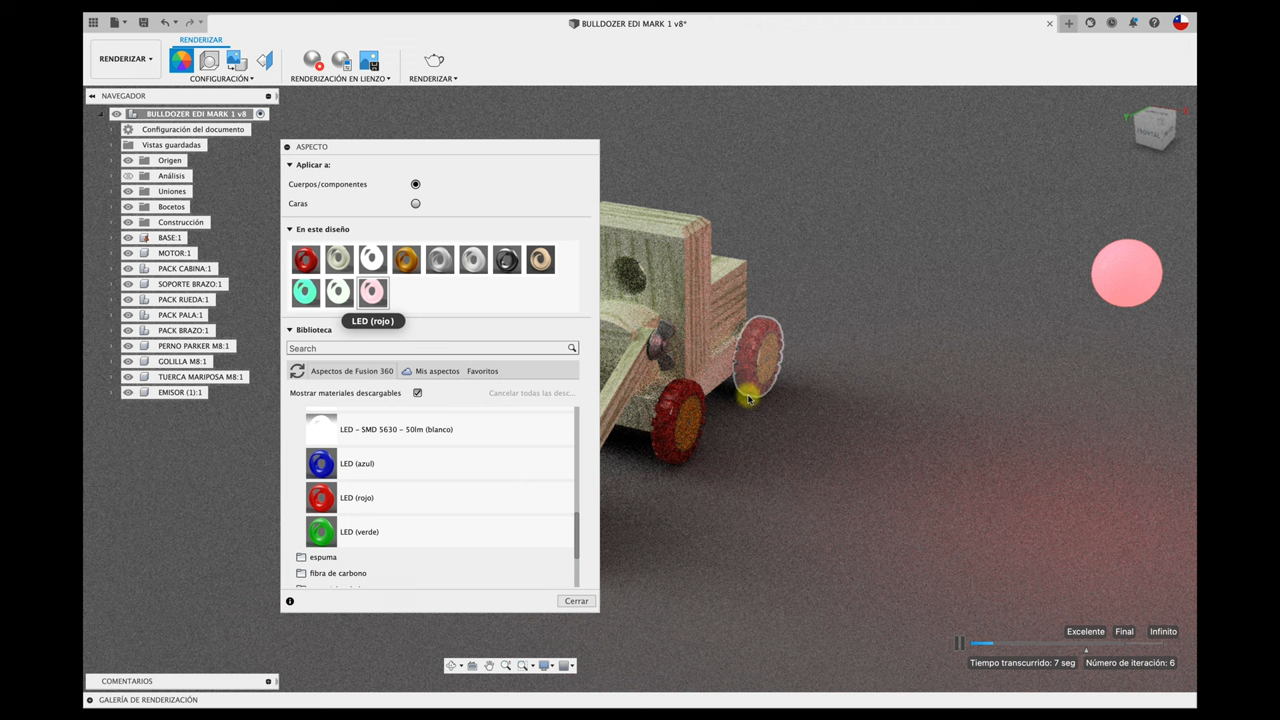 BULLDOZER EDI MARK 1 v8*
RENDERIZAR
RENDERIZAR
CONFIGURACIÓN
RENDERIZACIÓN EN LIENZO
RENDERIZAR
NAVEGADOR
BULLDOZER EDI MARK 1 v8
Configuración del documento
Vistas guardadas
Origen
Análisis
Uniones
Bocetos
Construcción
BASE:1
MOTOR:1
PACK CABINA:1
SOPORTE BRAZO:1
PACK RUEDA:1
PACK PALA:1
PACK BRAZO:1
PERNO PARKER M8:1
GOLILLA M8:1
TUERCA MARIPOSA M8:1
EMISOR (1):1
ASPECTO
Aplicar a:
Cuerpos/componentes
Caras
En este diseño
LED (rojo)
Biblioteca
Search
Aspectos de Fusion 360
Mis aspectos
Favoritos
Mostrar materiales descargables
Cancelar todas las desc...
LED - SMD 5630 - 50lm (blanco)
LED (azul)
LED (rojo)
LED (verde)
espuma
fibra de carbono
Cerrar
FRONTAL
Excelente
Final
Infinito
Tiempo transcurrido: 7 seg
Número de iteración: 6
COMENTARIOS
GALERÍA DE RENDERIZACIÓN